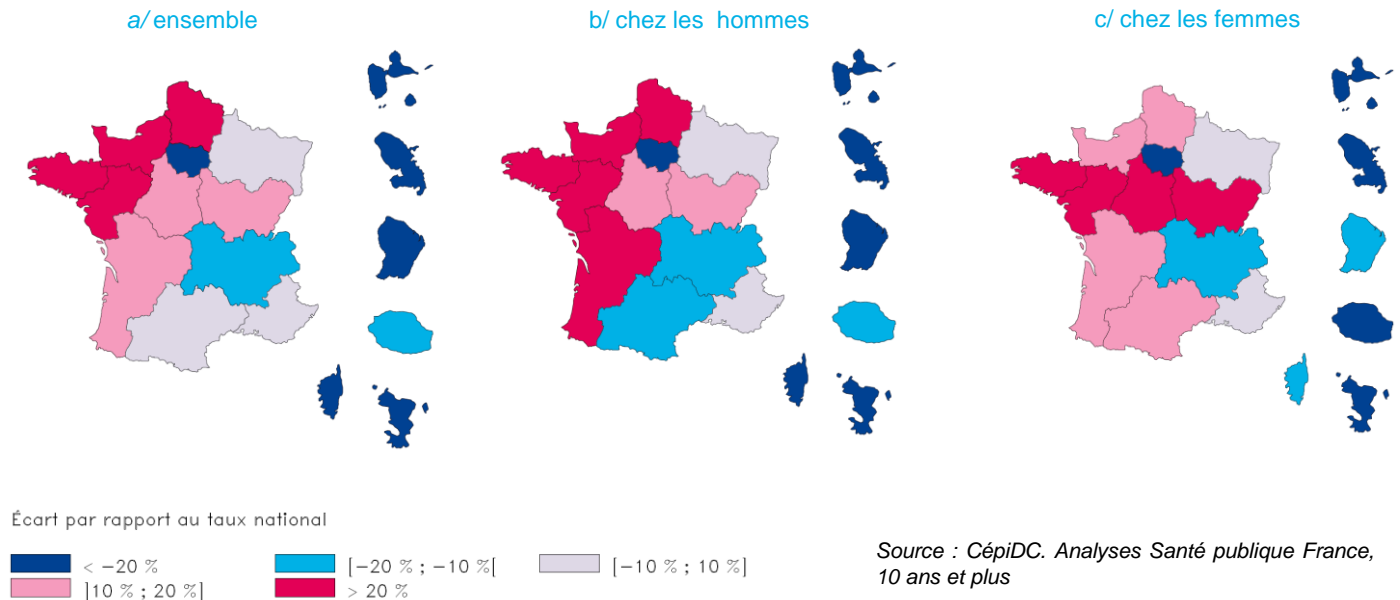 a/ ensemble
b/ chez les hommes
c/ chez les femmes
Écart par rapport au taux national
< −20 %
[−20 % ; −10 %[
[−10 % ; 10 %]
]10 % ; 20 %]
> 20 %
Source : CépiDC. Analyses Santé publique France,
10 ans et plus